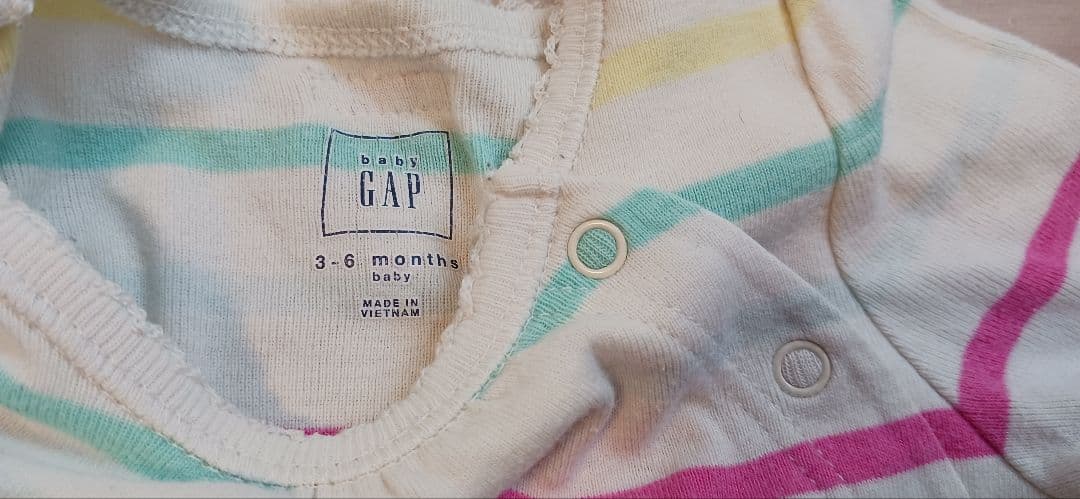 baby
GAP
3-6 months
baby
MADE IN
VIETNAM